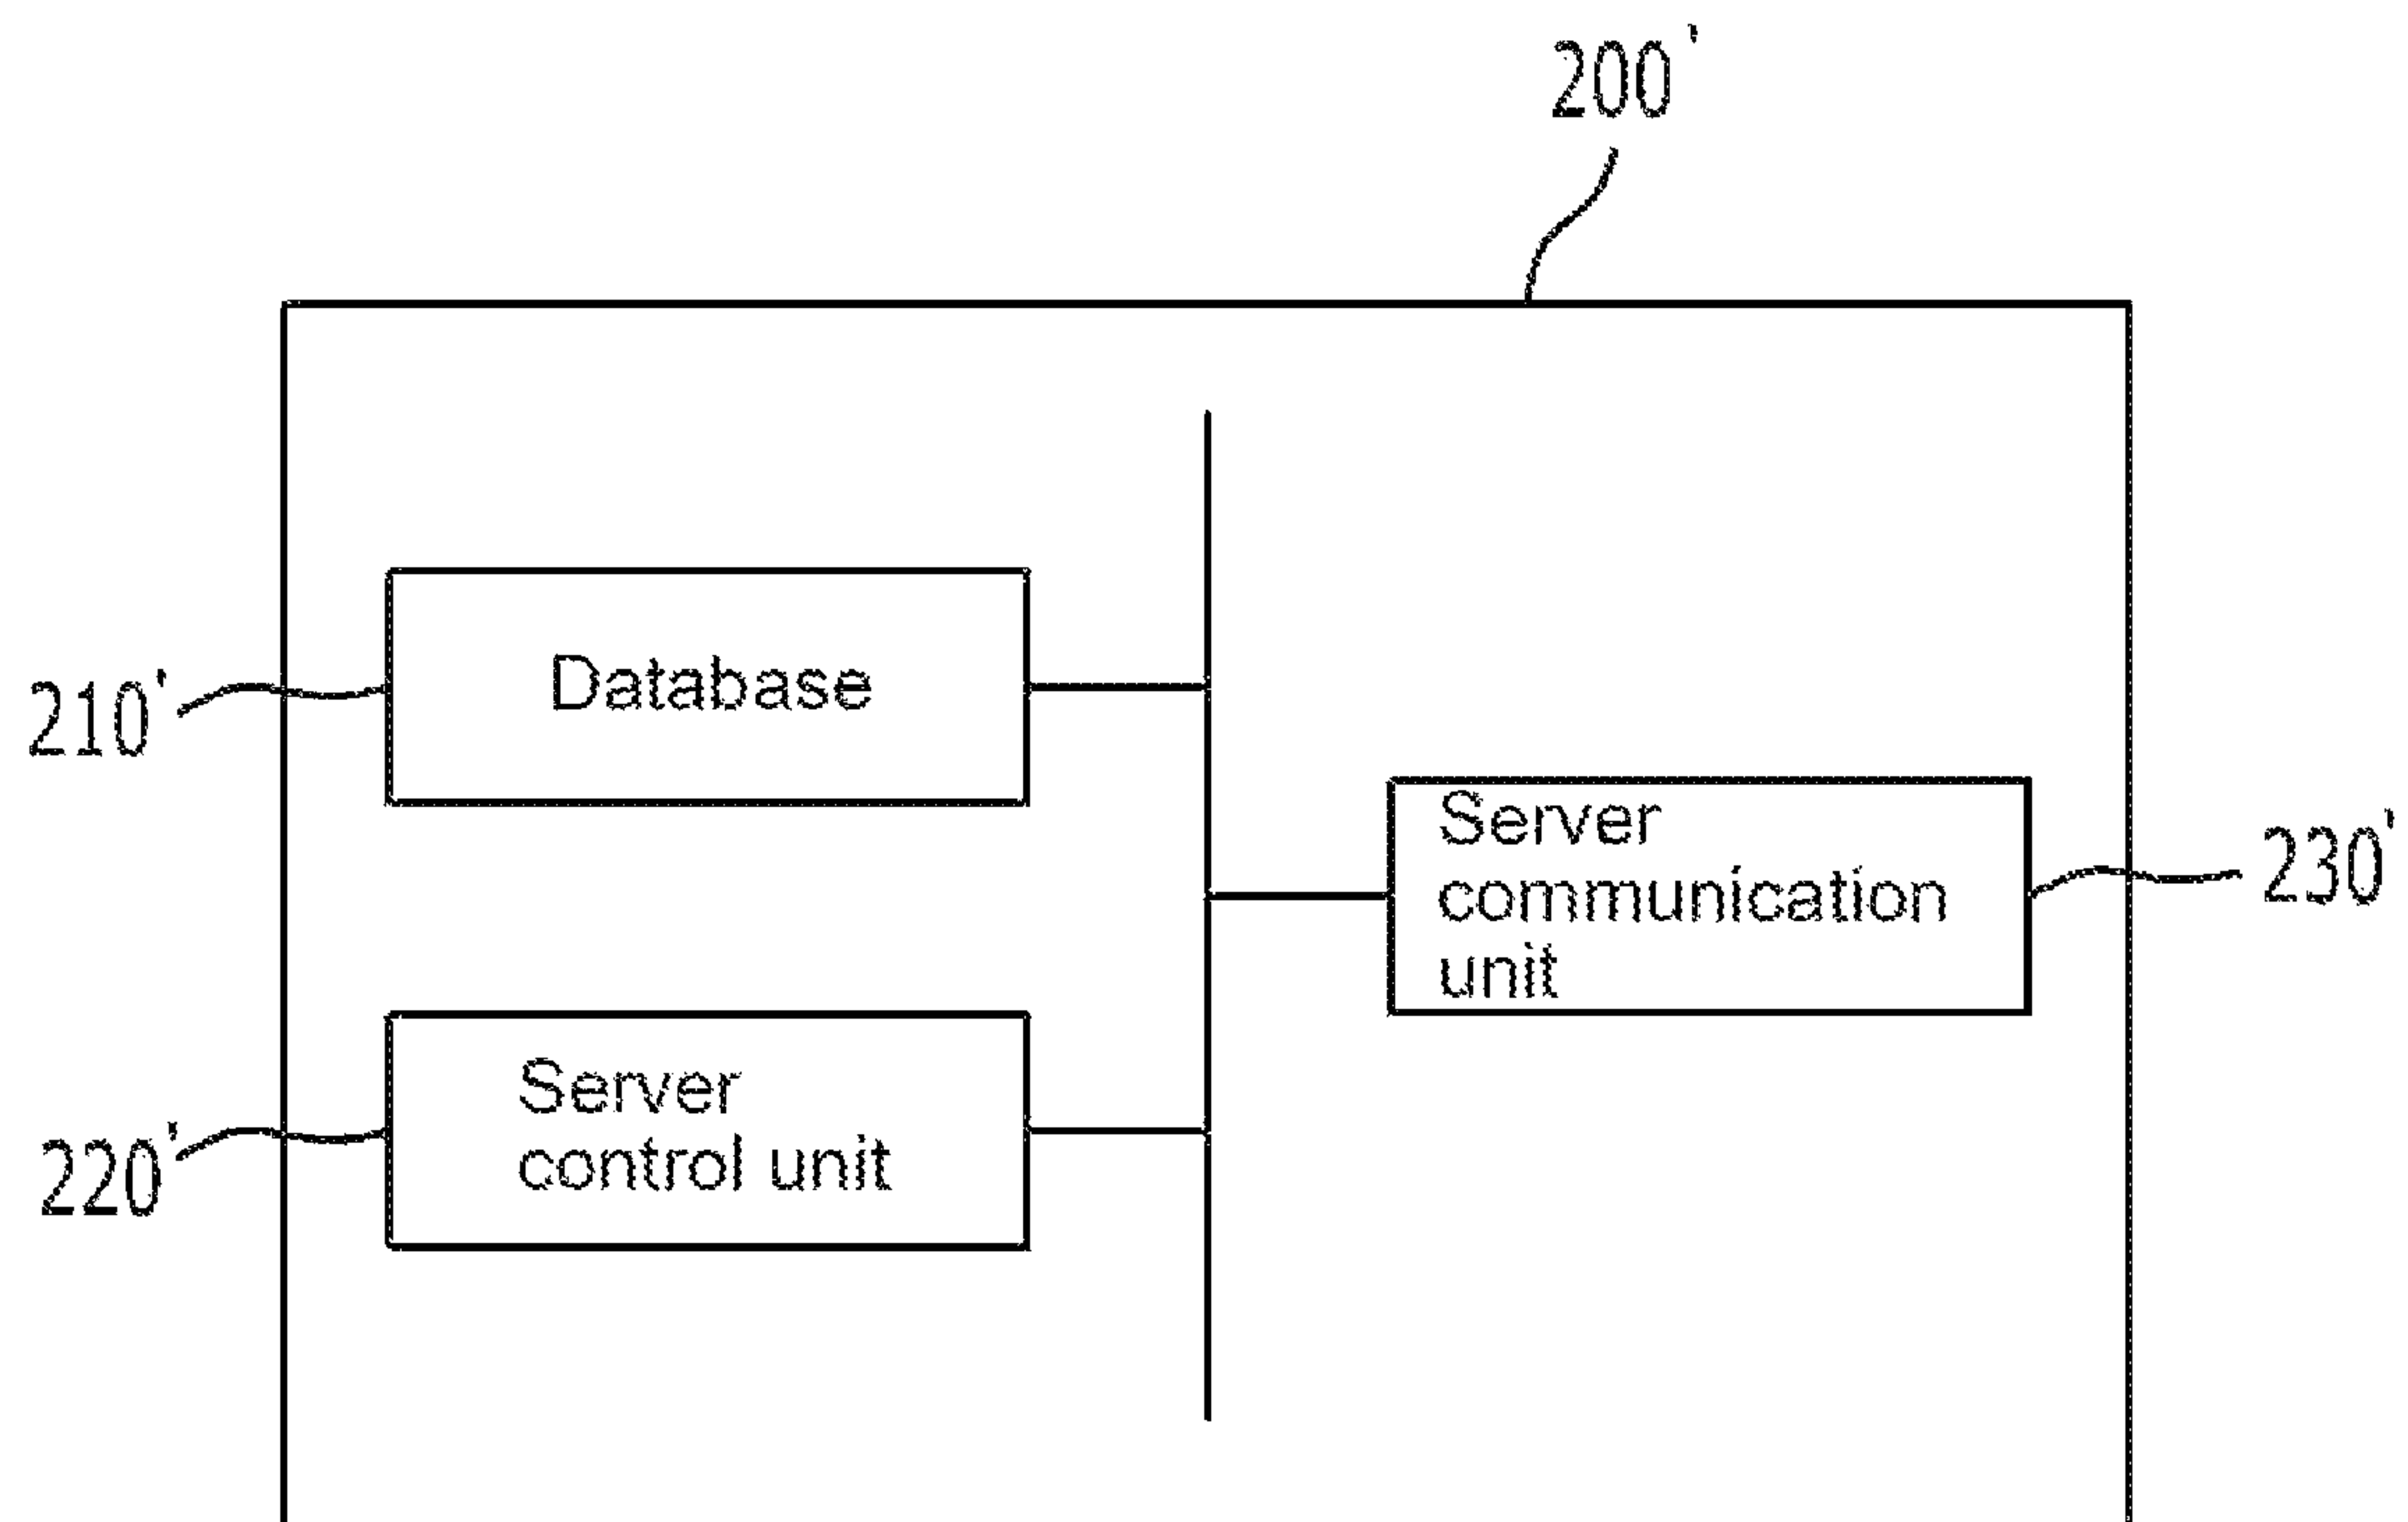 200'
Database
210'
Server
communication
unit
230'
Server
control unit
220'